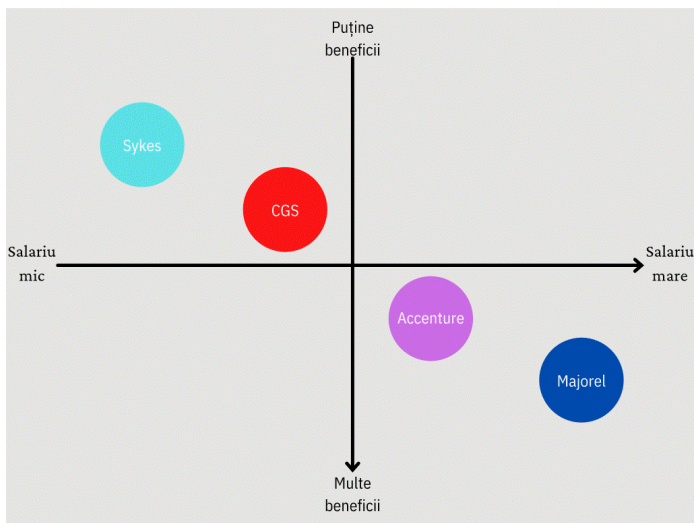 Puține
beneficii
Sykes
CGS
Salariu
mic
Salariu
mare
Accenture
Majorel
Multe
beneficii